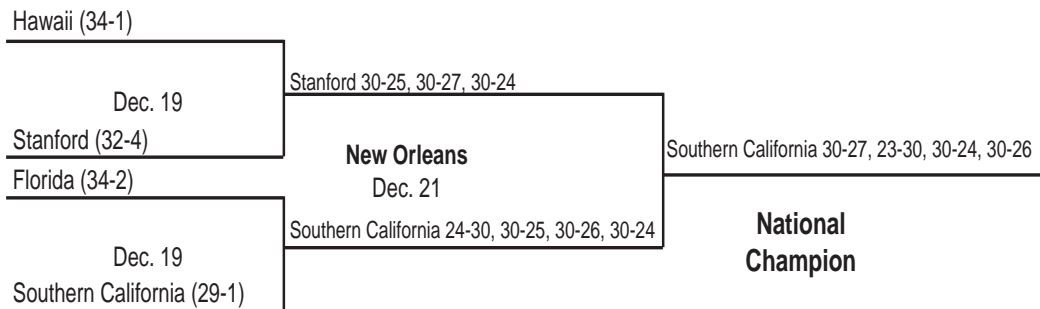 Hawaii (34-1)
Dec. 19
Stanford (32-4)
Florida (34-2)
Dec. 19
Southern California (29-1)
Stanford 30-25, 30-27, 30-24
New Orleans
Dec. 21
Southern California 24-30, 30-25, 30-26, 30-24
Southern California 30-27, 23-30, 30-24, 30-26
National
Champion